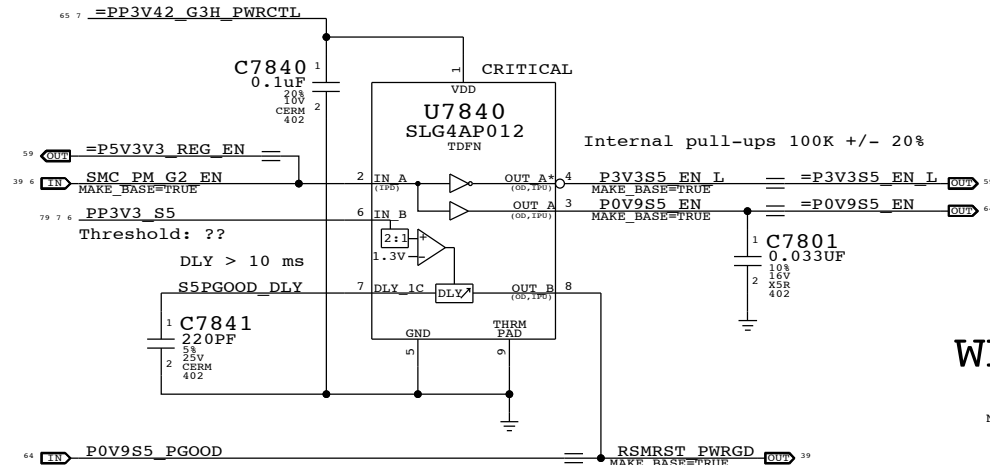 65 7 =PP3V42_G3H_PWRCTL
C7840 1
0.1uF
20%
10V
CERM 2
402
1
CRITICAL
VDD
U7840
SLG4AP012
TDFN
Internal pull-ups 100K +/- 20%
59 OUT =P5V3V3_REG_EN
39 6 IN SMC_PM_G2_EN 2 IN_A OUT_A* 4 P3V3S5_EN_L =P3V3S5_EN_L OUT
MAKE_BASE=TRUE (IPD) (OD,IPU) MAKE_BASE=TRUE
79 7 6 PP3V3_S5 6 IN_B OUT_A 3 P0V9S5_EN =P0V9S5_EN OUT
(OD,IPU) MAKE_BASE=TRUE
Threshold: ??
2:1 +
1.3V −
DLY > 10 ms
1 C7801
0.033UF
10%
16V
2 X5R
402
S5PGOOD_DLY 7 DLY_1C DLY OUT_B 8
(OD,IPU)
1 C7841
220PF
5%
25V
2 CERM
402
GND THRM
PAD
5 9
64 IN P0V9S5_PGOOD RSMRST_PWRGD OUT 39
MAKE_BASE=TRUE